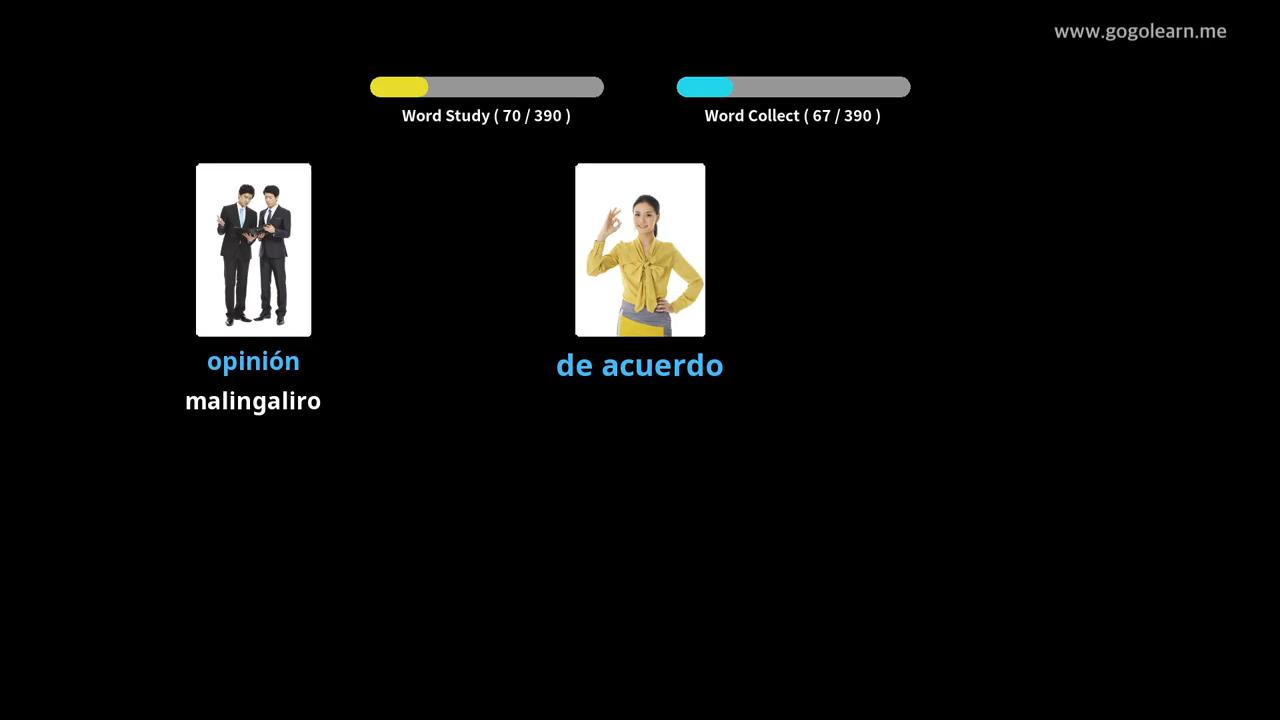 www.gogolearn.me
Word Study ( 70 / 390 )
Word Collect ( 67 / 390 )
opinión
malingaliro
de acuerdo